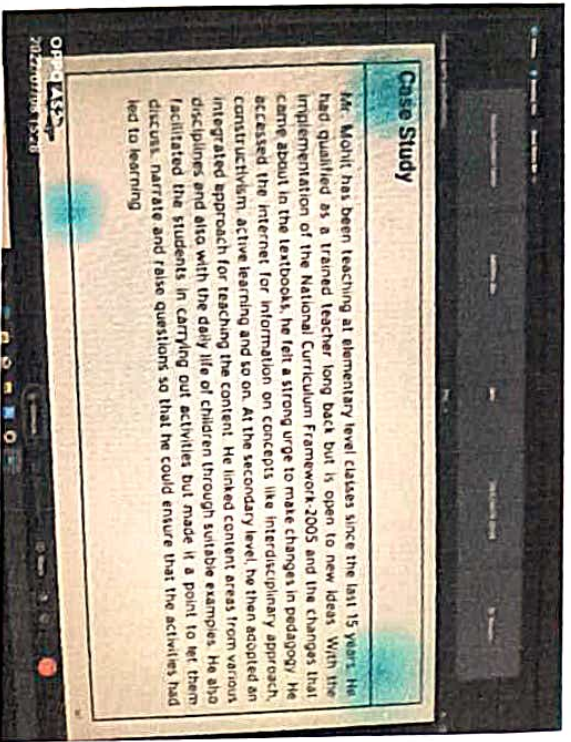 Case Study
Mr. Mohit has been teaching at elementary level classes since the last 15 years. He
had qualified as a trained teacher long back but is open to new ideas. With the
implementation of the National Curriculum Framework-2005 and the changes that
came about in the textbooks, he felt a strong urge to make changes in pedagogy. He
accessed the internet for information on concepts like interdisciplinary approach,
constructivism, active learning and so on. At the secondary level, he then adopted an
integrated approach for teaching the content. He linked content areas from various
disciplines and also with the daily life of children through suitable examples. He also
facilitated the students in carrying out activities but made it a point to let them
discuss, narrate and raise questions so that he could ensure that the activities had
led to learning
OPPO A55